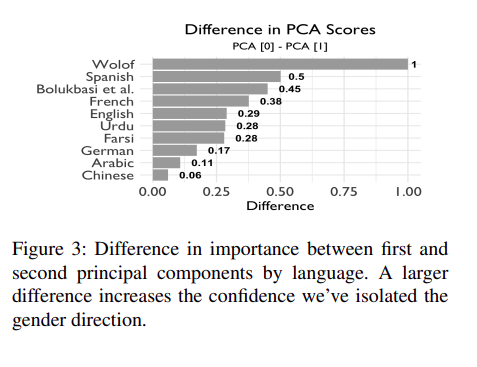 Difference in PCA Scores
PCA [0] - PCA [1]
Wolof 1
Spanish 0.5
Bolukbasi et al. 0.45
French 0.38
English 0.29
Urdu 0.28
Farsi 0.28
German 0.17
Arabic 0.11
Chinese 0.06
0.00 0.25 0.50 0.75 1.00
Difference
Figure 3: Difference in importance between first and
second principal components by language. A larger
difference increases the confidence we've isolated the
gender direction.